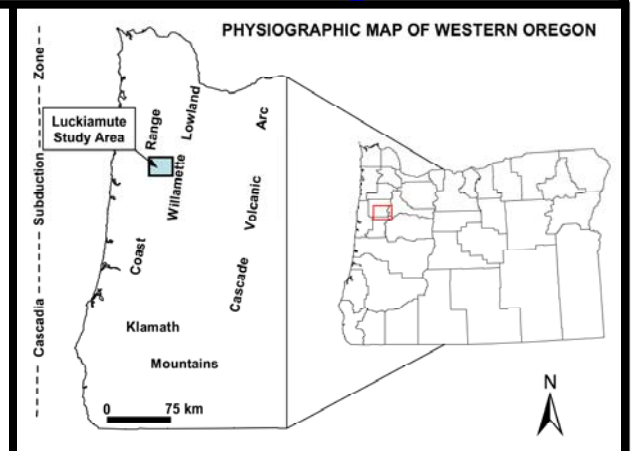 PHYSIOGRAPHIC MAP OF WESTERN OREGON
Luckiamute
Study Area
Cascadia Subduction Zone
Coast Range
Willamette Lowland
Cascade Volcanic Arc
Klamath
Mountains
0 75 km
N